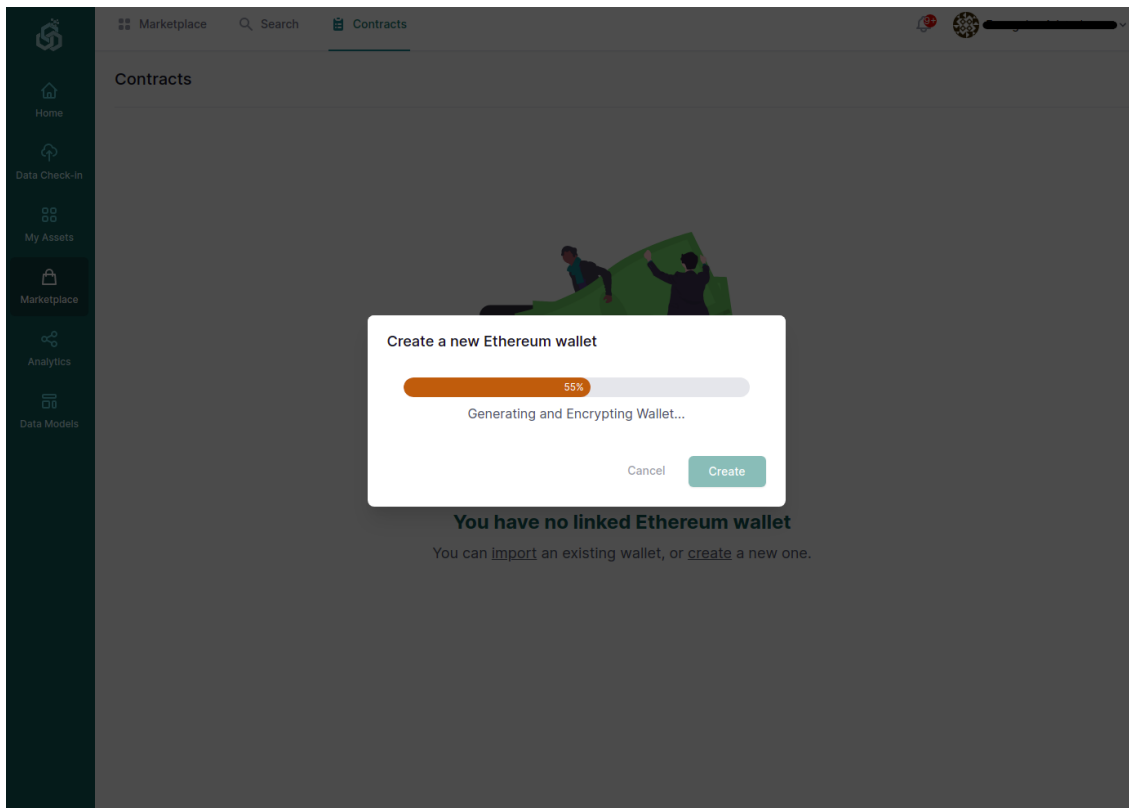 Marketplace Search Contracts 9+
Contracts
Home
Data Check-in
My Assets
Marketplace
Analytics
Data Models
Create a new Ethereum wallet
55%
Generating and Encrypting Wallet...
Cancel Create
You have no linked Ethereum wallet
You can import an existing wallet, or create a new one.